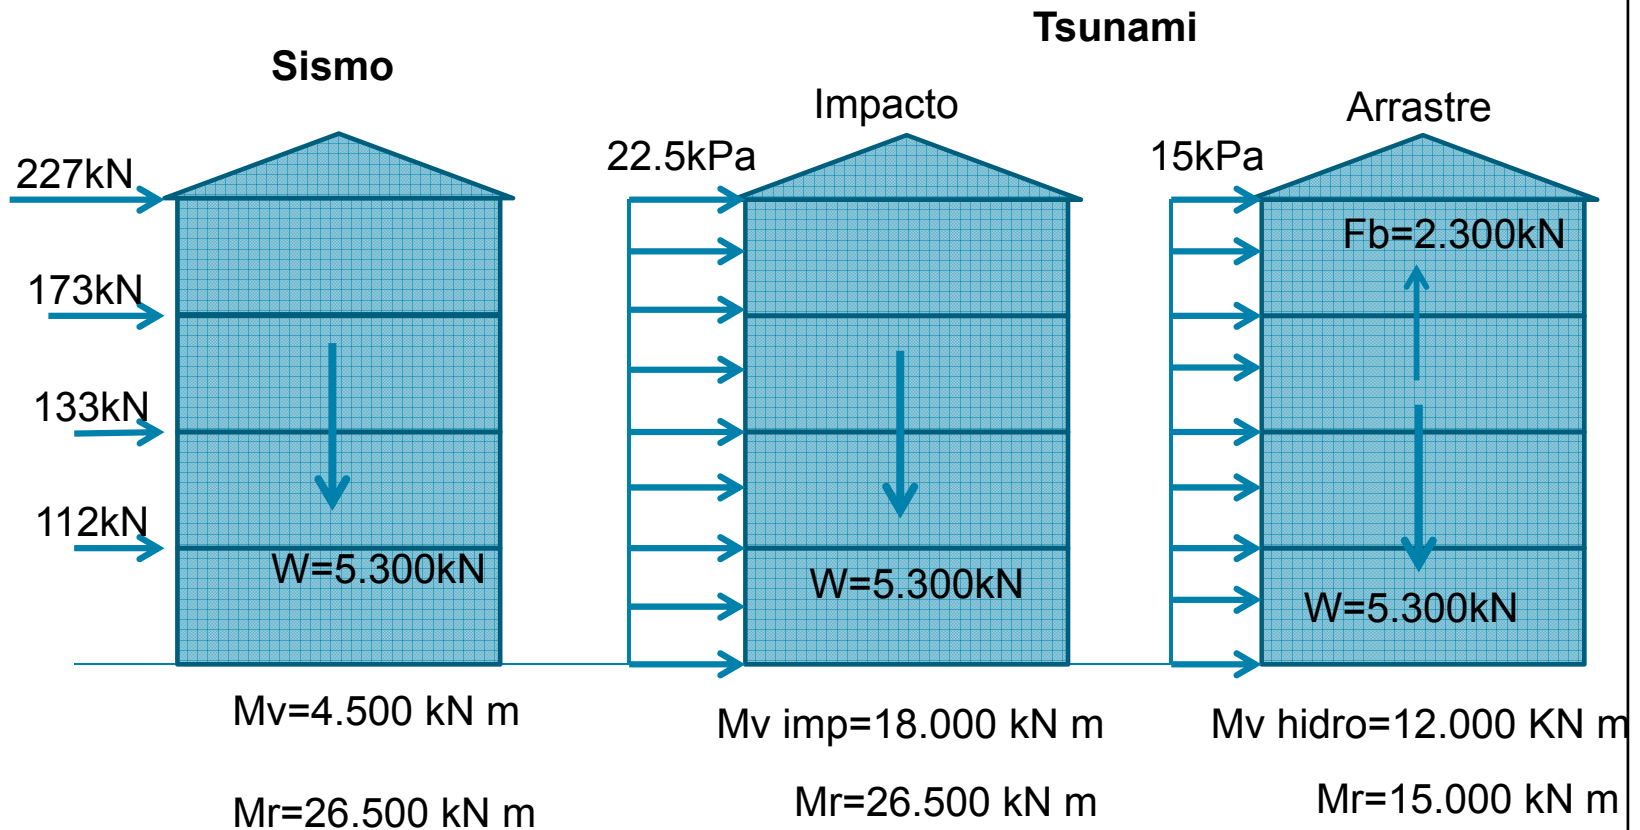 Tsunami
Sismo
Impacto
Arrastre
227kN
22.5kPa
15kPa
Fb=2.300kN
173kN
133kN
112kN
W=5.300kN
W=5.300kN
W=5.300kN
Mv=4.500 kN m
Mv imp=18.000 kN m
Mv hidro=12.000 KN m
Mr=26.500 kN m
Mr=26.500 kN m
Mr=15.000 kN m